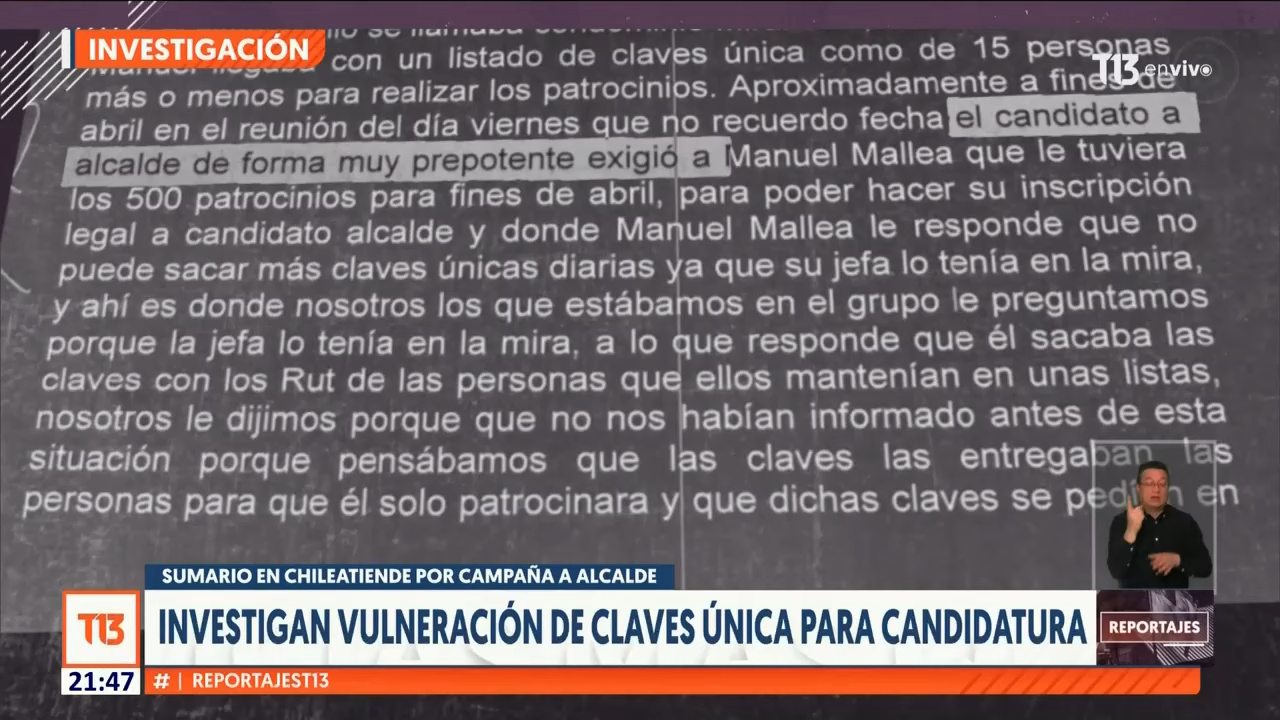 INVESTIGACIÓN
T13 en vivo
con un listado de claves única como de 15 personas
más o menos para realizar los patrocinios. Aproximadamente a fines de
abril en el reunión del día viernes que no recuerdo fecha el candidato a
alcalde de forma muy prepotente exigió a Manuel Mallea que le tuviera
los 500 patrocinios para fines de abril, para poder hacer su inscripción
legal a candidato alcalde y donde Manuel Mallea le responde que no
puede sacar más claves únicas diarias ya que su jefa lo tenía en la mira,
y ahí es donde nosotros los que estábamos en el grupo le preguntamos
porque la jefa lo tenía en la mira, a lo que responde que él sacaba las
claves con los Rut de las personas que ellos mantenían en unas listas,
nosotros le dijimos porque que no nos habían informado antes de esta
situación porque pensábamos que las claves las entregaban las
personas para que él solo patrocinara y que dichas claves se pedían en
SUMARIO EN CHILEATIENDE POR CAMPAÑA A ALCALDE
T13
INVESTIGAN VULNERACIÓN DE CLAVES ÚNICA PARA CANDIDATURA
REPORTAJES
21:47
# | REPORTAJEST13